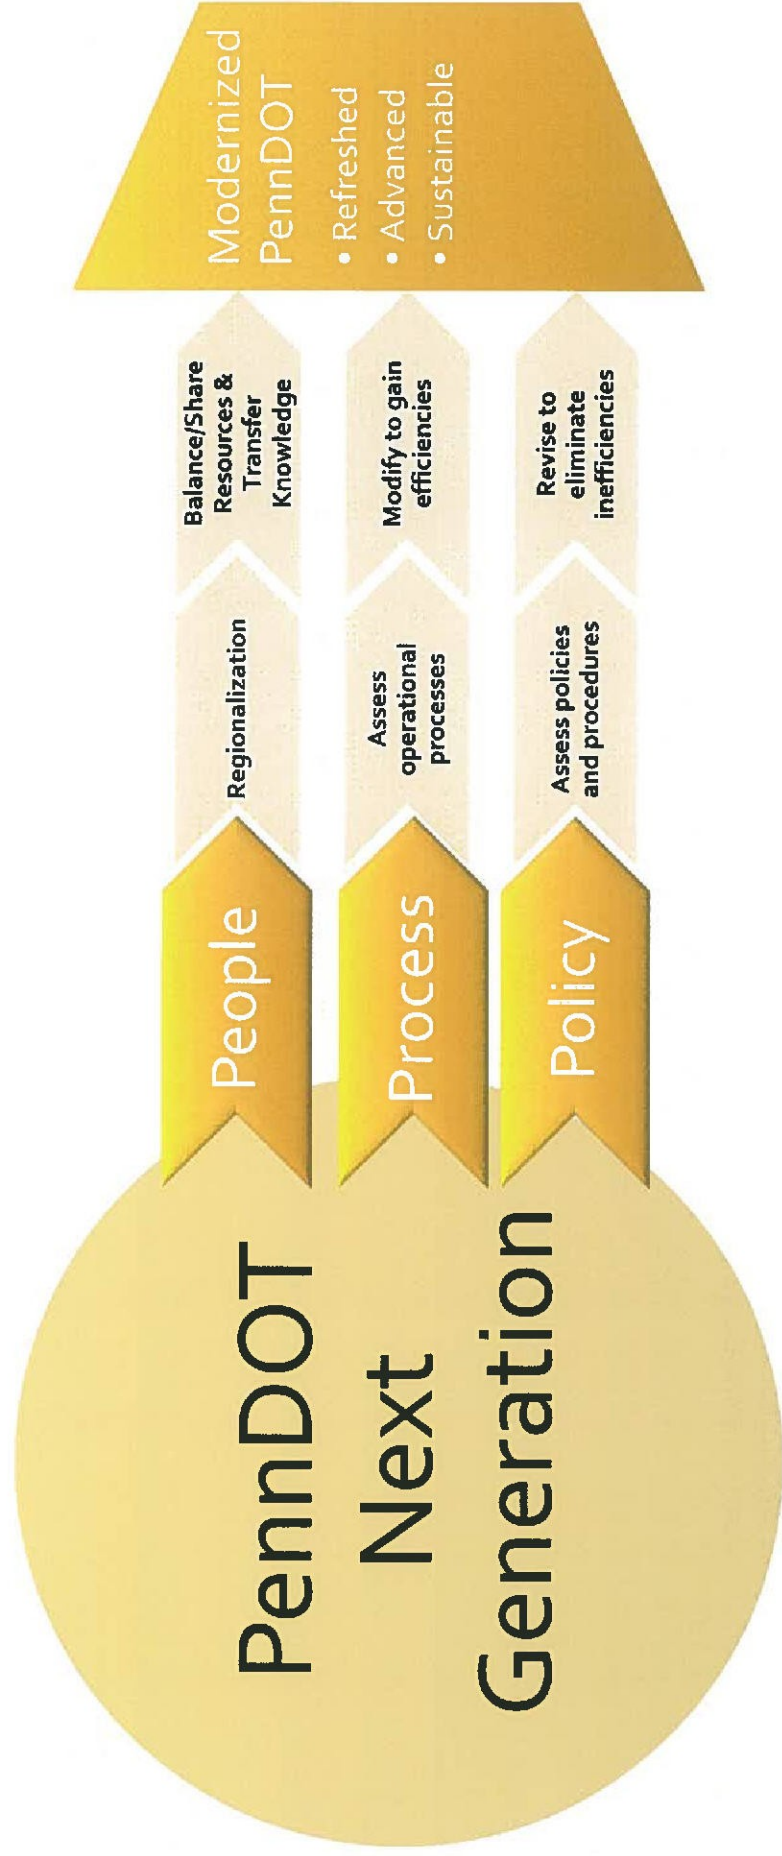 PennDOT
Next
Generation
People
Regionalization
Balance/Share
Resources &
Transfer
Knowledge
Process
Assess
operational
processes
Modify to gain
efficiencies
Policy
Assess policies
and procedures
Revise to
eliminate
inefficiencies
Modernized
PennDOT
• Refreshed
• Advanced
• Sustainable